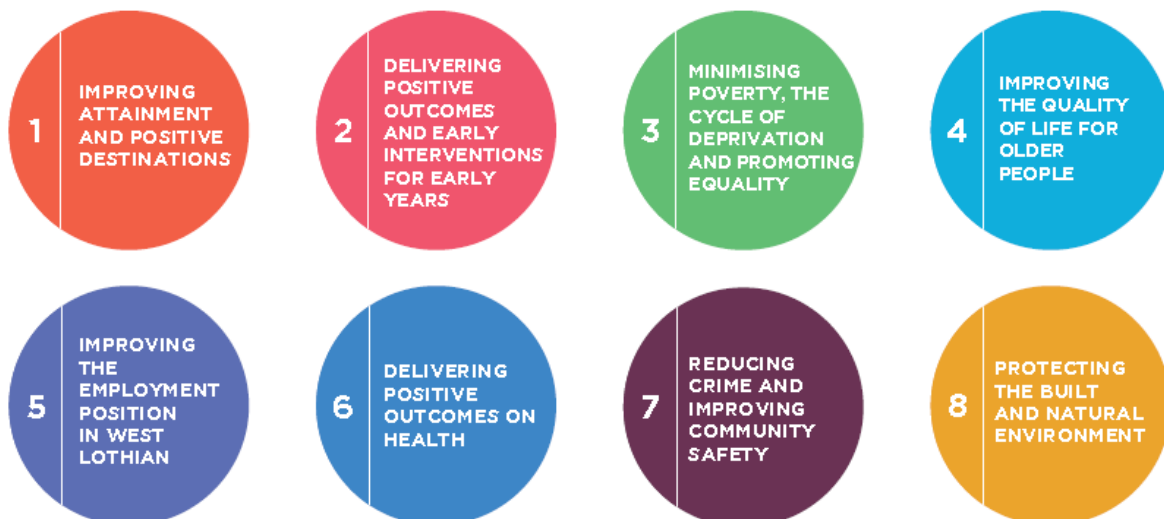 1
IMPROVING
ATTAINMENT
AND POSITIVE
DESTINATIONS
2
DELIVERING
POSITIVE
OUTCOMES
AND EARLY
INTERVENTIONS
FOR EARLY
YEARS
3
MINIMISING
POVERTY, THE
CYCLE OF
DEPRIVATION
AND PROMOTING
EQUALITY
4
IMPROVING
THE QUALITY
OF LIFE FOR
OLDER
PEOPLE
5
IMPROVING
THE
EMPLOYMENT
POSITION
IN WEST
LOTHIAN
6
DELIVERING
POSITIVE
OUTCOMES ON
HEALTH
7
REDUCING
CRIME AND
IMPROVING
COMMUNITY
SAFETY
8
PROTECTING
THE BUILT
AND NATURAL
ENVIRONMENT